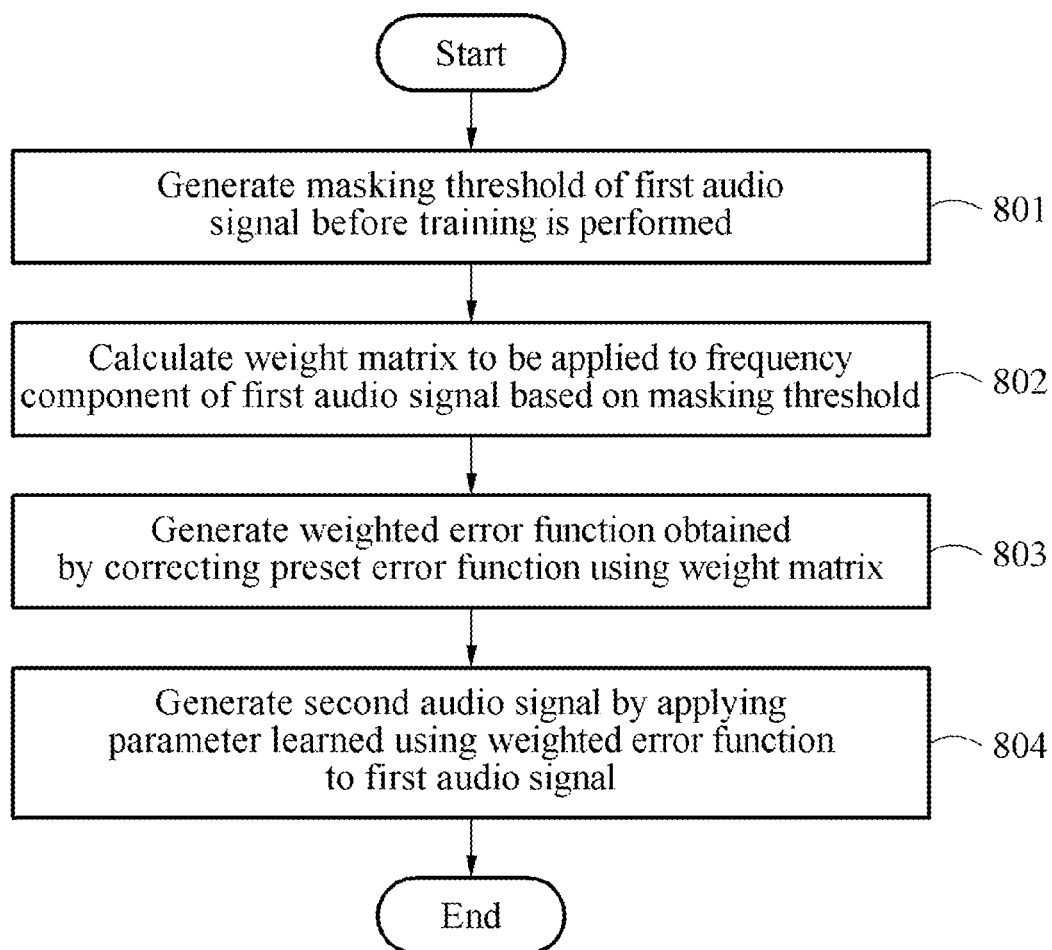 Start
Generate masking threshold of first audio
signal before training is performed
801
Calculate weight matrix to be applied to frequency
component of first audio signal based on masking threshold
802
Generate weighted error function obtained
by correcting preset error function using weight matrix
803
Generate second audio signal by applying
parameter learned using weighted error function
to first audio signal
804
End